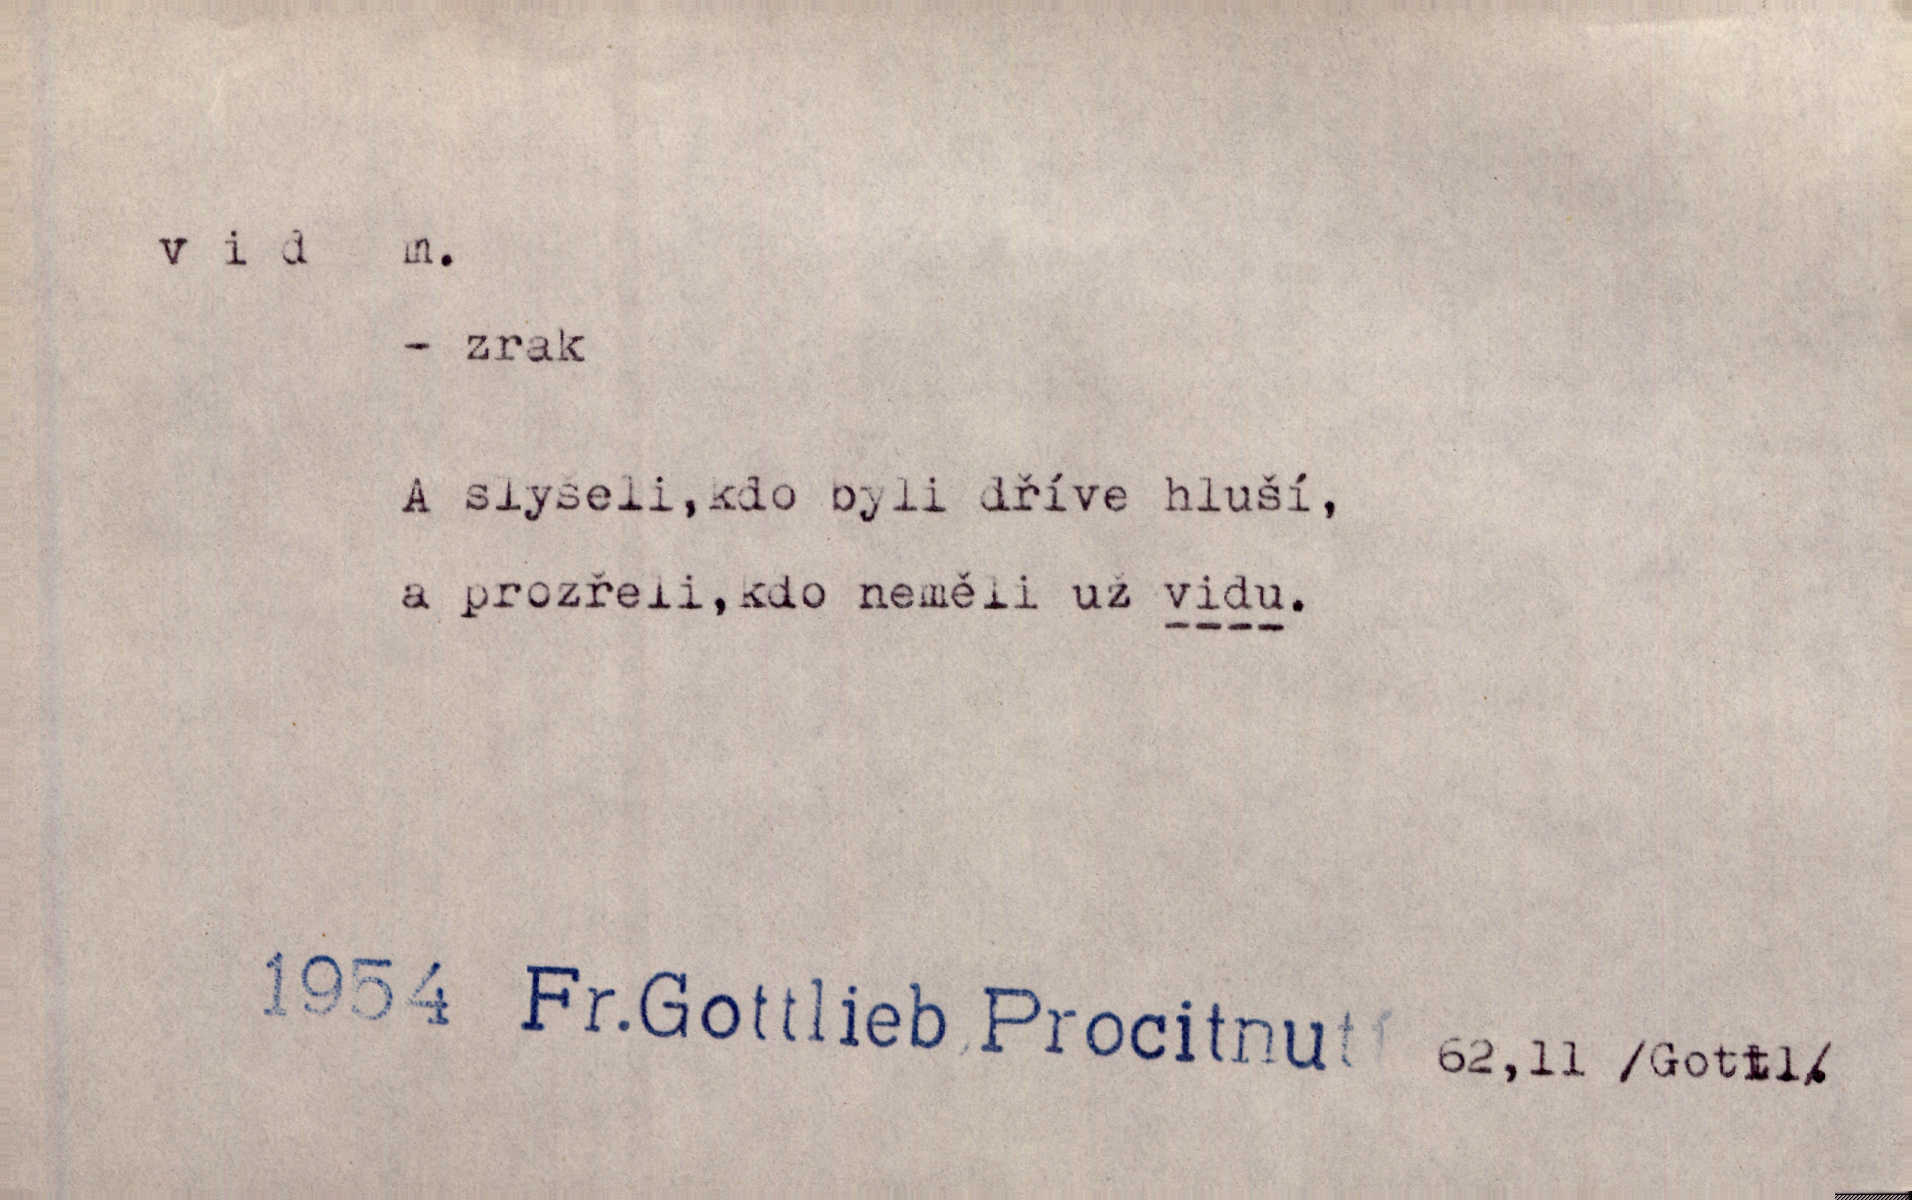 v i d m.
- zrak
A slyšeli,kdo byli dříve hluší,
a prozřeli,kdo neměli už vidu.
1954 Fr.Gottlieb, Procitnutí 62,11 /Gottl./